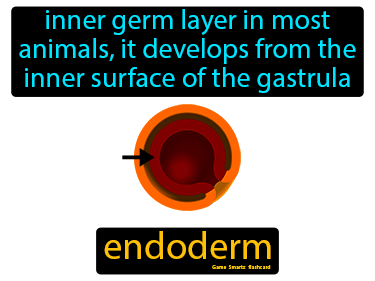 inner germ layer in most
animals, it develops from the
inner surface of the gastrula
endoderm
Game Smartz flashcard